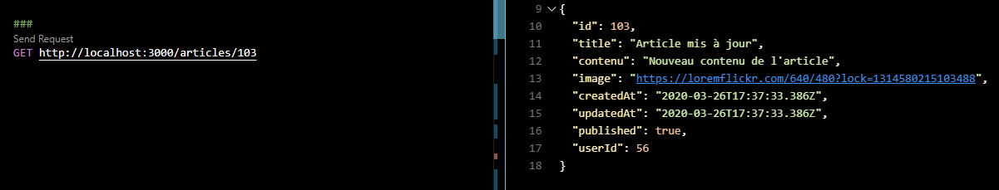 ###
Send Request
GET http://localhost:3000/articles/103
9 {
10 "id": 103,
11 "title": "Article mis à jour",
12 "contenu": "Nouveau contenu de l'article",
13 "image": "https://loremflickr.com/640/480?lock=1314580215103488",
14 "createdAt": "2020-03-26T17:37:33.386Z",
15 "updatedAt": "2020-03-26T17:37:33.386Z",
16 "published": true,
17 "userId": 56
18 }